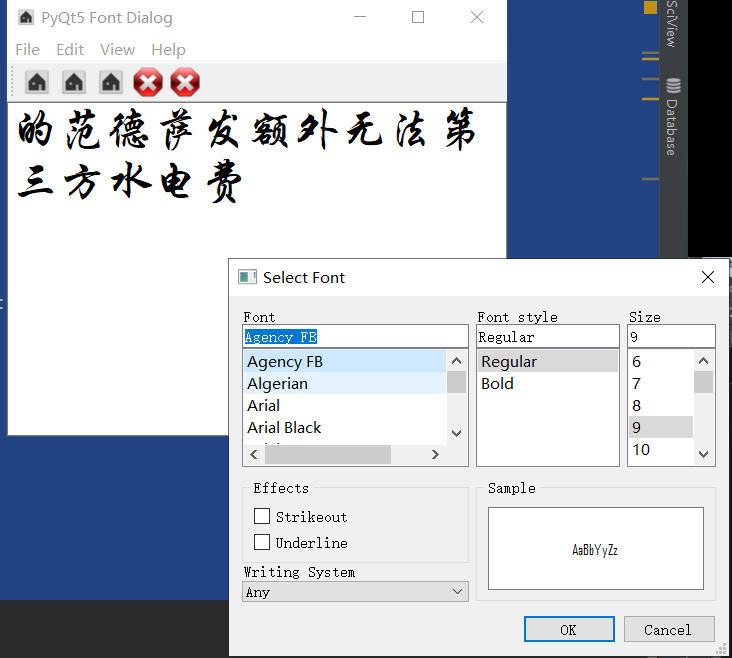 PyQt5 Font Dialog
File Edit View Help
的范德萨发额外无法第
三方水电费
SciView
Database
Select Font
Font
Agency FB
Agency FB
Algerian
Arial
Arial Black
Font style
Regular
Regular
Bold
Size
9
6
7
8
9
10
Effects
Strikeout
Underline
Writing System
Any
Sample
AaBbYyZz
OK
Cancel